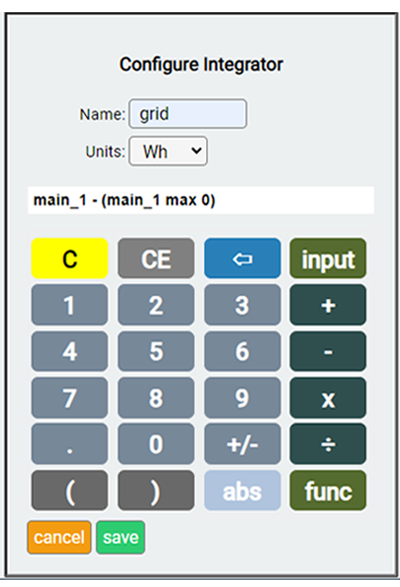 Configure Integrator
Name: grid
Units: Wh
main_1 - (main_1 max 0)
C CE ⇦ input
1 2 3 +
4 5 6 -
7 8 9 x
. 0 +/- ÷
( ) abs func
cancel save